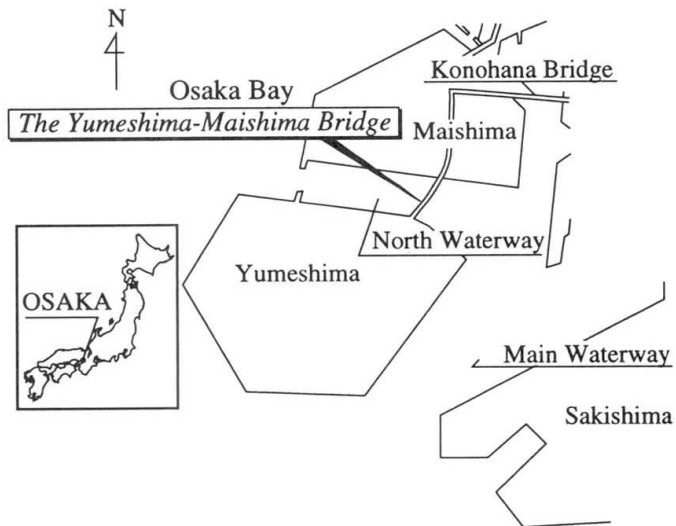 N
Konohana Bridge
Osaka Bay
The Yumeshima-Maishima Bridge
Maishima
North Waterway
Yumeshima
OSAKA
Main Waterway
Sakishima